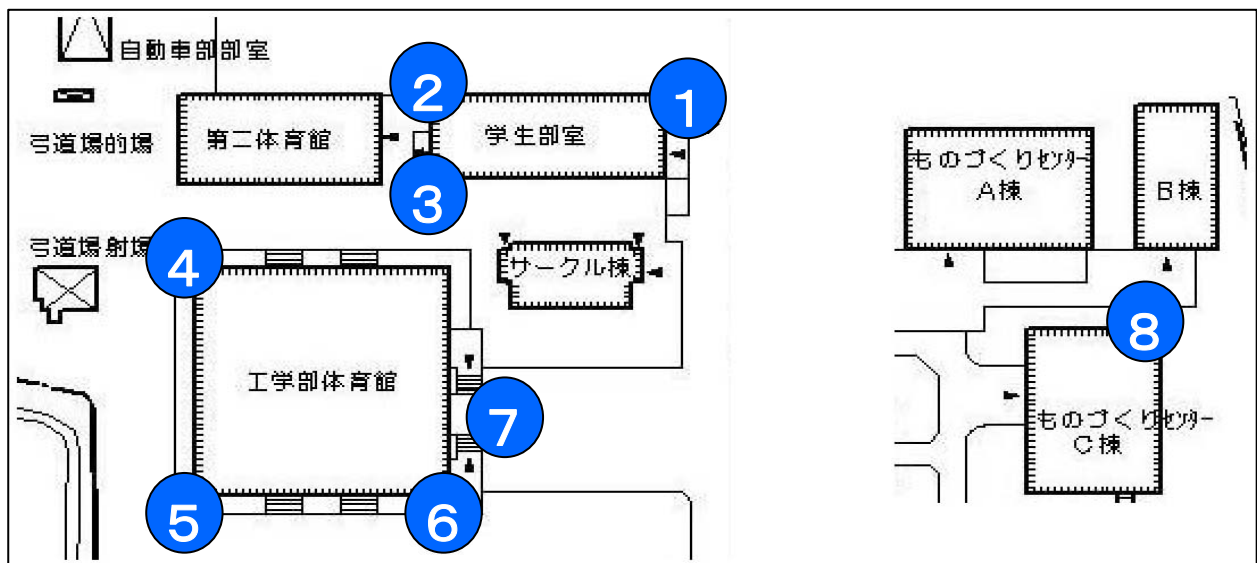 自動車部部室
2
1
第二体育館
学生部室
弓道場的場
3
ものづくりセンター
A棟
B棟
弓道場射場
4
サークル棟
8
工学部体育館
7
ものづくりセンター
C棟
5
6